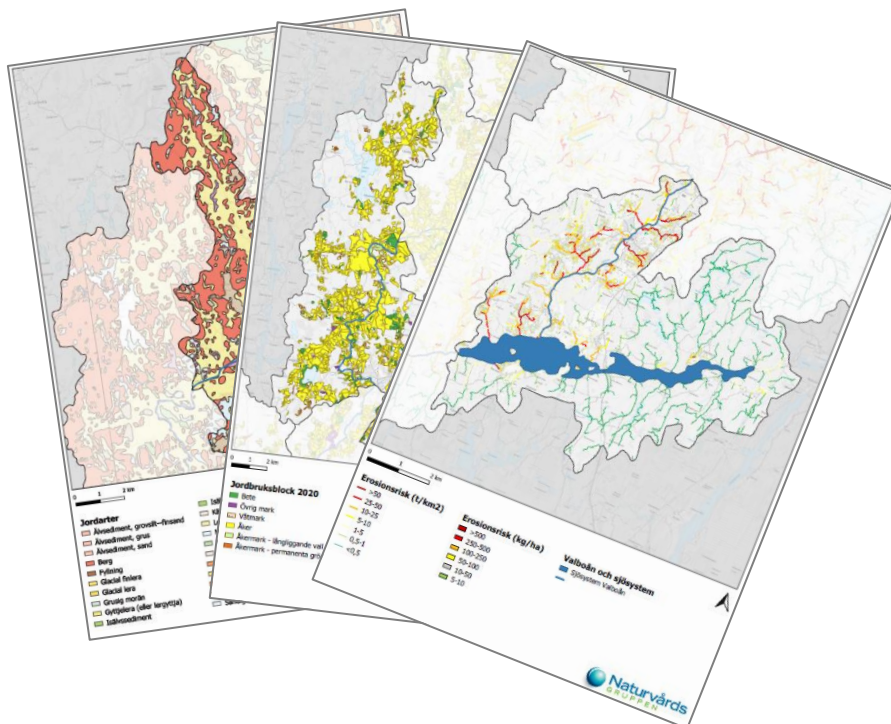 0 1 2 km
Jordarter
Älvsediment, grovsilt--finsand
Älvsediment, grus
Älvsediment, sand
Berg
Fyllning
Glacial finlera
Glacial lera
Grusig morän
Gyttjelera (eller lergyttja)
Isälvssediment
0 1 2 km
Jordbruksblock 2020
Bete
Övrig mark
Våtmark
Åker
Åkermark - långliggande vall
Åkermark - permanenta grö
0 1 2 km
Erosionsrisk (t/km2)
>50
25-50
10-25
5-10
1-5
0,5-1
<0,5
Erosionsrisk (kg/ha)
>500
250-500
100-250
50-100
10-50
5-10
Valboån och sjösystem
Sjösystem Valboån
Naturvårds
GRUPPEN